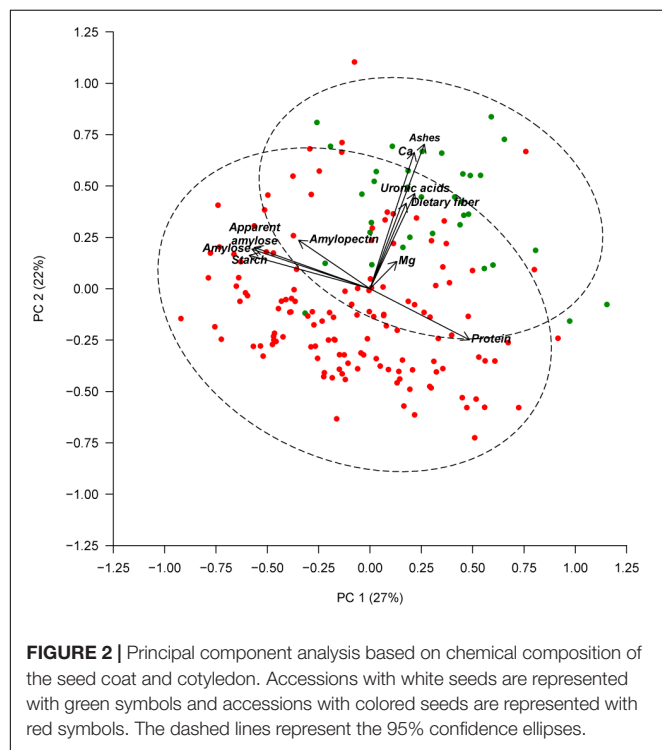 1.25
1.00
0.75
0.50
0.25
0.00
−0.25
−0.50
−0.75
−1.00
−1.25
PC 2 (22%)
Ashes
Ca
Uronic acids
Dietary fiber
Apparent
amylose
Amylopectin
Amylose
Starch
Mg
Protein
−1.25 −1.00 −0.75 −0.50 −0.25 0.00 0.25 0.50 0.75 1.00 1.25
PC 1 (27%)
FIGURE 2 | Principal component analysis based on chemical composition of
the seed coat and cotyledon. Accessions with white seeds are represented
with green symbols and accessions with colored seeds are represented with
red symbols. The dashed lines represent the 95% confidence ellipses.